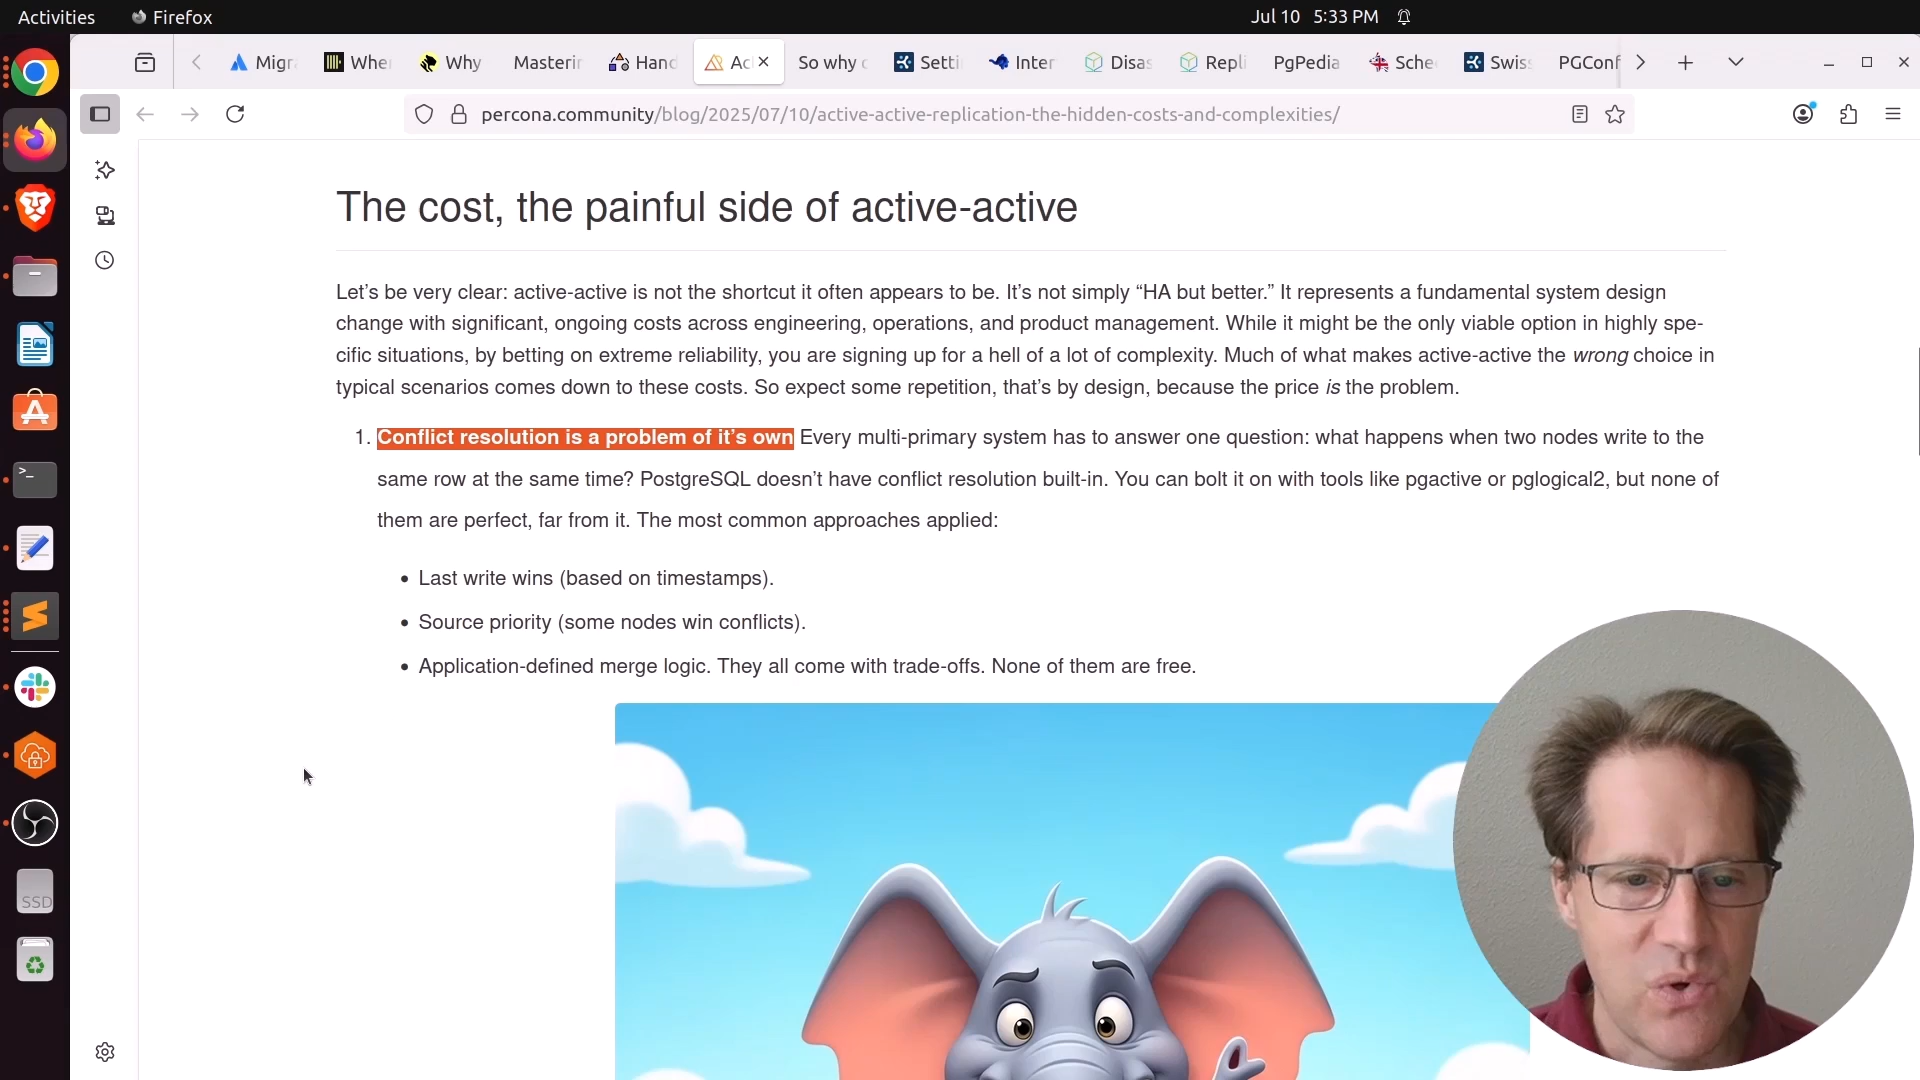 Activities Firefox Jul 10 5:33 PM
Migra Whe Why Masterin Hand Ac So why Setti Inter Disas Repli PgPedia Sche Swiss PGConf
percona.community/blog/2025/07/10/active-active-replication-the-hidden-costs-and-complexities/
The cost, the painful side of active-active
Let’s be very clear: active-active is not the shortcut it often appears to be. It’s not simply “HA but better.” It represents a fundamental system design
change with significant, ongoing costs across engineering, operations, and product management. While it might be the only viable option in highly spe-
cific situations, by betting on extreme reliability, you are signing up for a hell of a lot of complexity. Much of what makes active-active the wrong choice in
typical scenarios comes down to these costs. So expect some repetition, that’s by design, because the price is the problem.
1. Conflict resolution is a problem of it’s own Every multi-primary system has to answer one question: what happens when two nodes write to the
same row at the same time? PostgreSQL doesn’t have conflict resolution built-in. You can bolt it on with tools like pgactive or pglogical2, but none of
them are perfect, far from it. The most common approaches applied:
• Last write wins (based on timestamps).
• Source priority (some nodes win conflicts).
• Application-defined merge logic. They all come with trade-offs. None of them are free.
SSD